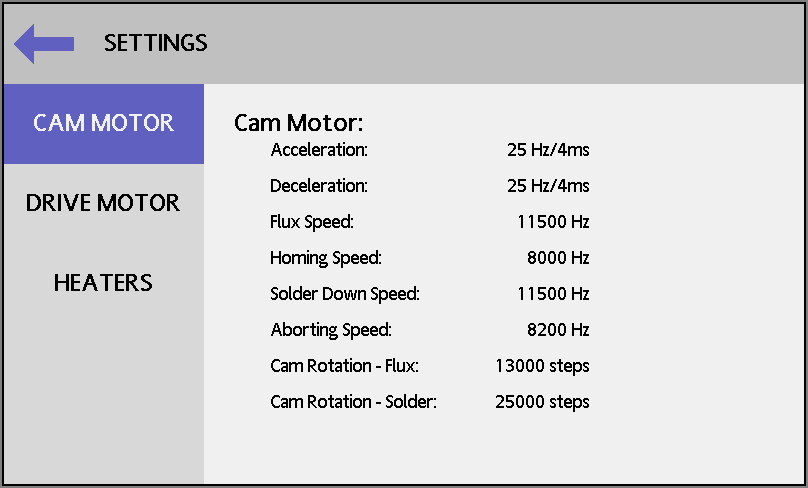 SETTINGS
CAM MOTOR
DRIVE MOTOR
HEATERS
Cam Motor:
Acceleration: 25 Hz/4ms
Deceleration: 25 Hz/4ms
Flux Speed: 11500 Hz
Homing Speed: 8000 Hz
Solder Down Speed: 11500 Hz
Aborting Speed: 8200 Hz
Cam Rotation - Flux: 13000 steps
Cam Rotation - Solder: 25000 steps